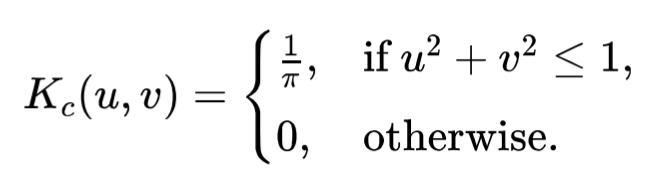 K_c(u, v) = { 1/π, if u² + v² ≤ 1,
0, otherwise.